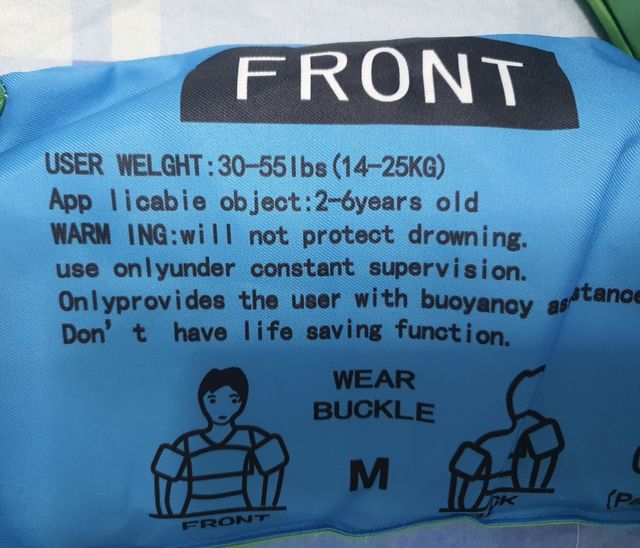 FRONT
USER WELGHT:30-55lbs(14-25KG)
App licabie object:2-6years old
WARM ING:will not protect drowning.
use onlyunder constant supervision.
Onlyprovides the user with buoyancy
Don't have life saving function.
WEAR
BUCKLE
M
FRONT